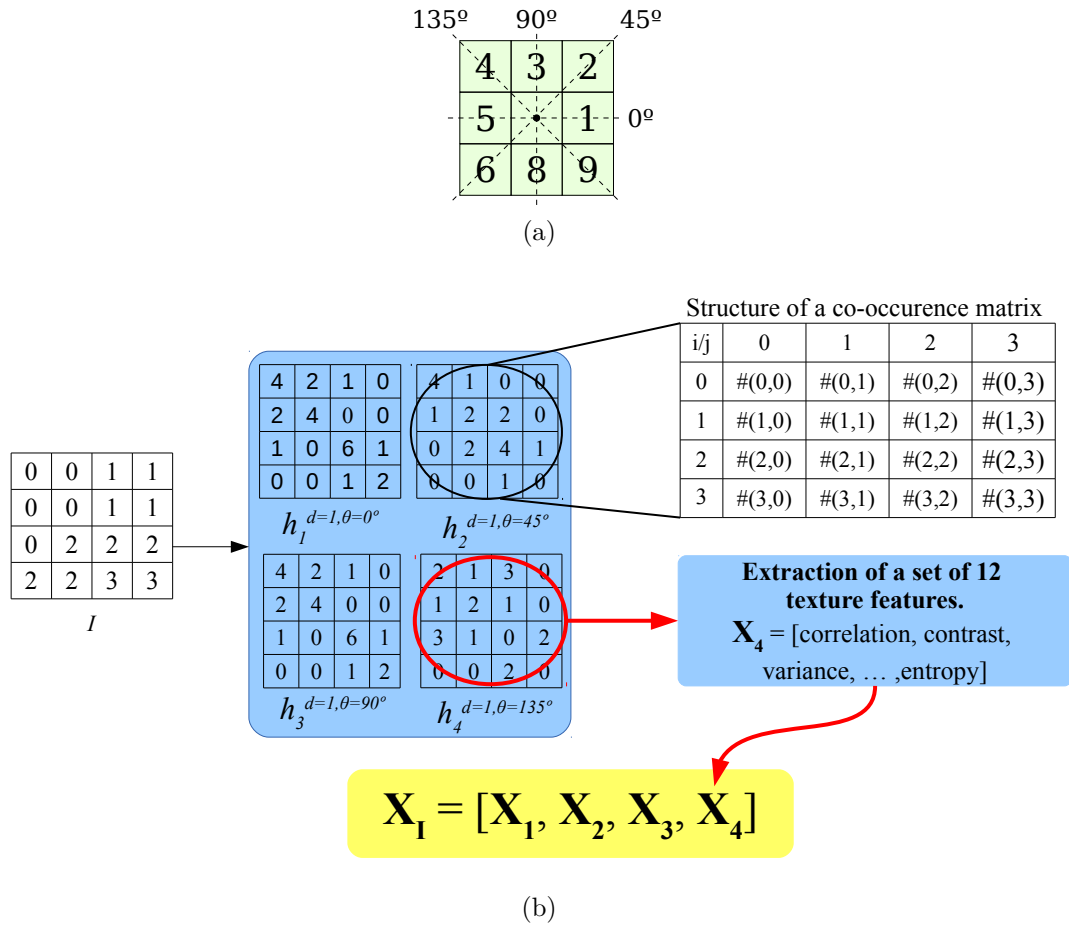 135º 90º 45º
4 3 2
5 1 0º
6 8 9
(a)
Structure of a co-occurence matrix
i/j 0 1 2 3
0 #(0,0) #(0,1) #(0,2) #(0,3)
1 #(1,0) #(1,1) #(1,2) #(1,3)
2 #(2,0) #(2,1) #(2,2) #(2,3)
3 #(3,0) #(3,1) #(3,2) #(3,3)
4 2 1 0
2 4 0 0
1 0 6 1
0 0 1 2
h1 d=1,θ=0º
4 1 0 0
1 2 2 0
0 2 4 1
0 0 1 0
h2 d=1,θ=45º
0 0 1 1
0 0 1 1
0 2 2 2
2 2 3 3
I
4 2 1 0
2 4 0 0
1 0 6 1
0 0 1 2
h3 d=1,θ=90º
2 1 3 0
1 2 1 0
3 1 0 2
0 0 2 0
h4 d=1,θ=135º
Extraction of a set of 12
texture features.
X4 = [correlation, contrast,
variance, … ,entropy]
XI = [X1, X2, X3, X4]
(b)